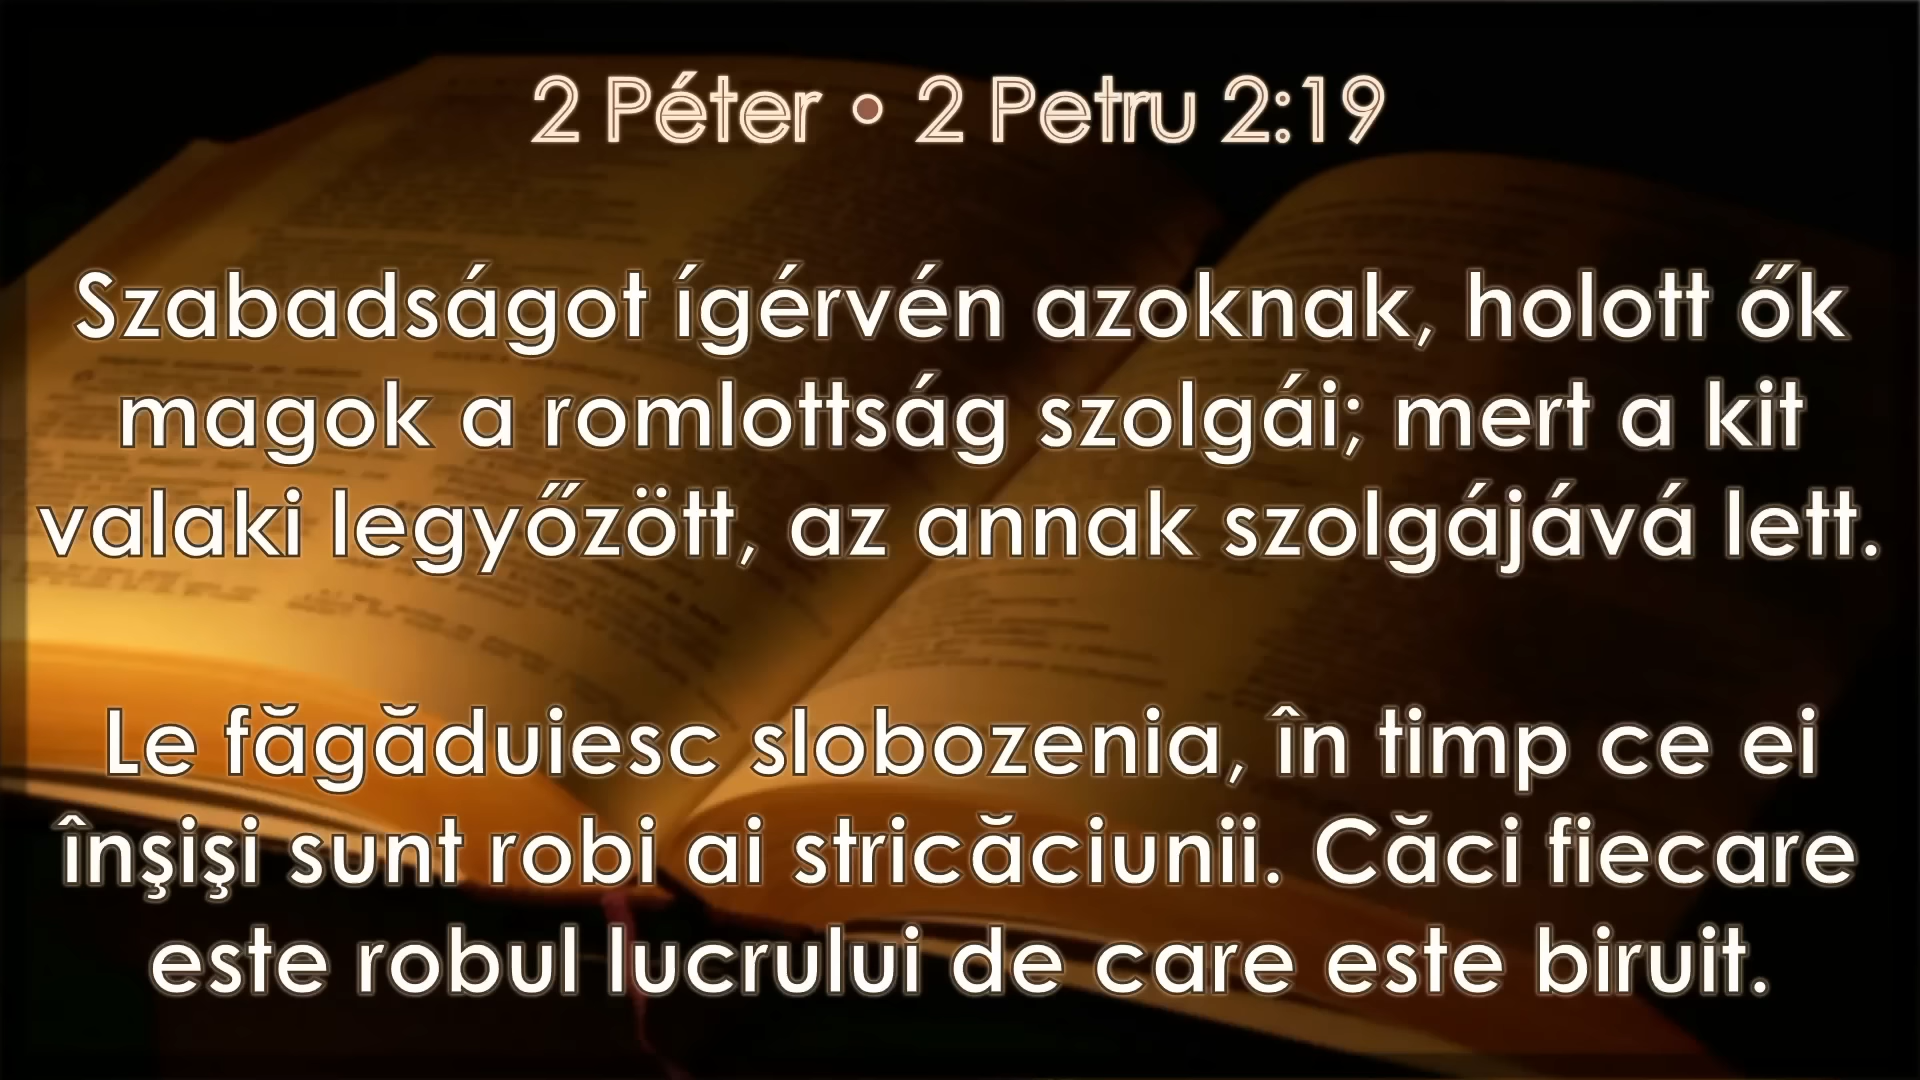 2 Péter • 2 Petru 2:19
Szabadságot ígérvén azoknak, holott ők
magok a romlottság szolgái; mert a kit
valaki legyőzött, az annak szolgájává lett.
Le făgăduiesc slobozenia, în timp ce ei
înşişi sunt robi ai stricăciunii. Căci fiecare
este robul lucrului de care este biruit.